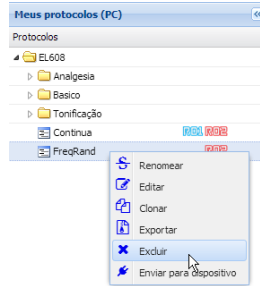 Meus protocolos (PC)
Protocolos
EL608
Analgesia
Basico
Tonificação
Continua
FreqRand
Renomear
Editar
Clonar
Exportar
Excluir
Enviar para dispositivo